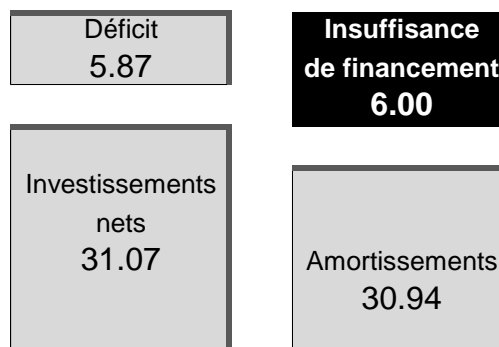 Déficit
5.87
Investissements
nets
31.07
Insuffisance
de financement
6.00
Amortissements
30.94